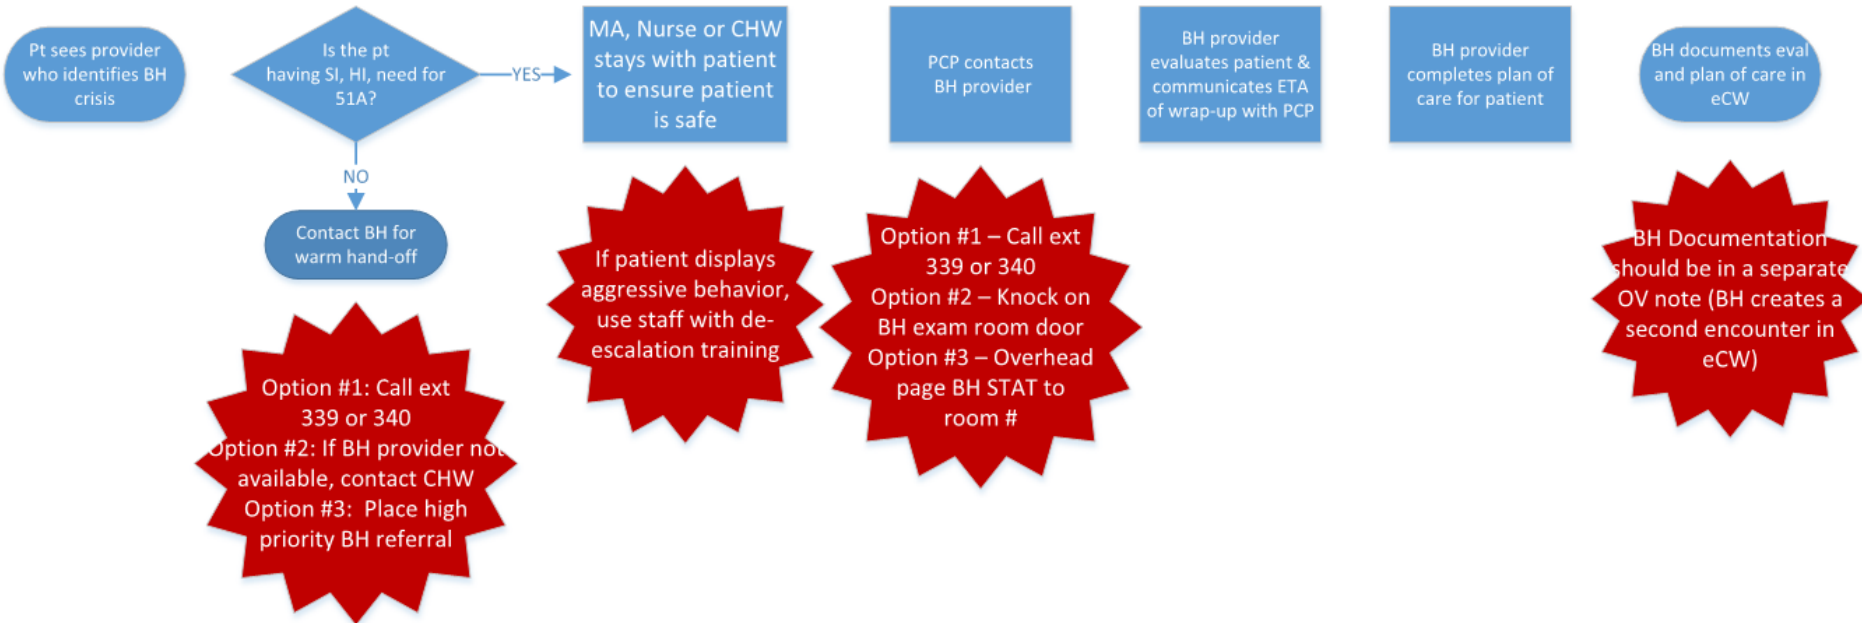 Pt sees provider
who identifies BH
crisis
Is the pt
having SI, HI, need for
51A?
YES
NO
Contact BH for
warm hand-off
Option #1: Call ext
339 or 340
Option #2: If BH provider not
available, contact CHW
Option #3:  Place high
priority BH referral
MA, Nurse or CHW
stays with patient
to ensure patient
is safe
If patient displays
aggressive behavior,
use staff with de-
escalation training
PCP contacts
BH provider
Option #1 – Call ext
339 or 340
Option #2 – Knock on
BH exam room door
Option #3 – Overhead
page BH STAT to
room #
BH provider
evaluates patient &
communicates ETA
of wrap-up with PCP
BH provider
completes plan of
care for patient
BH documents eval
and plan of care in
eCW
BH Documentation
should be in a separate
OV note (BH creates a
second encounter in
eCW)